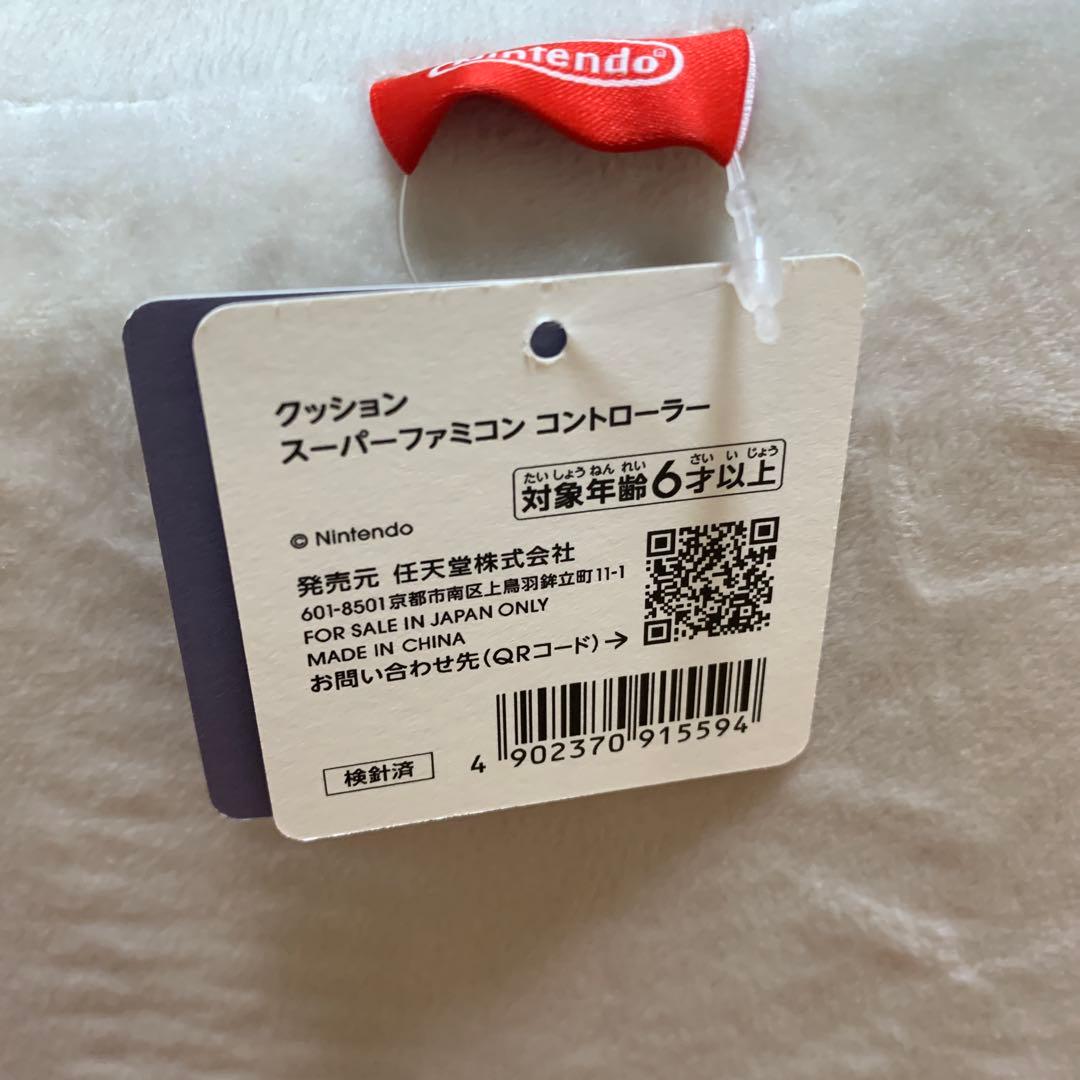 Nintendo®
クッション
スーパーファミコン コントローラー
たいしょうねんれい さい いじょう
対象年齢6才以上
© Nintendo
発売元 任天堂株式会社
601-8501京都市南区上鳥羽鉾立町11-1
FOR SALE IN JAPAN ONLY
MADE IN CHINA
お問い合わせ先(QRコード)→
検針済
4 902370 915594